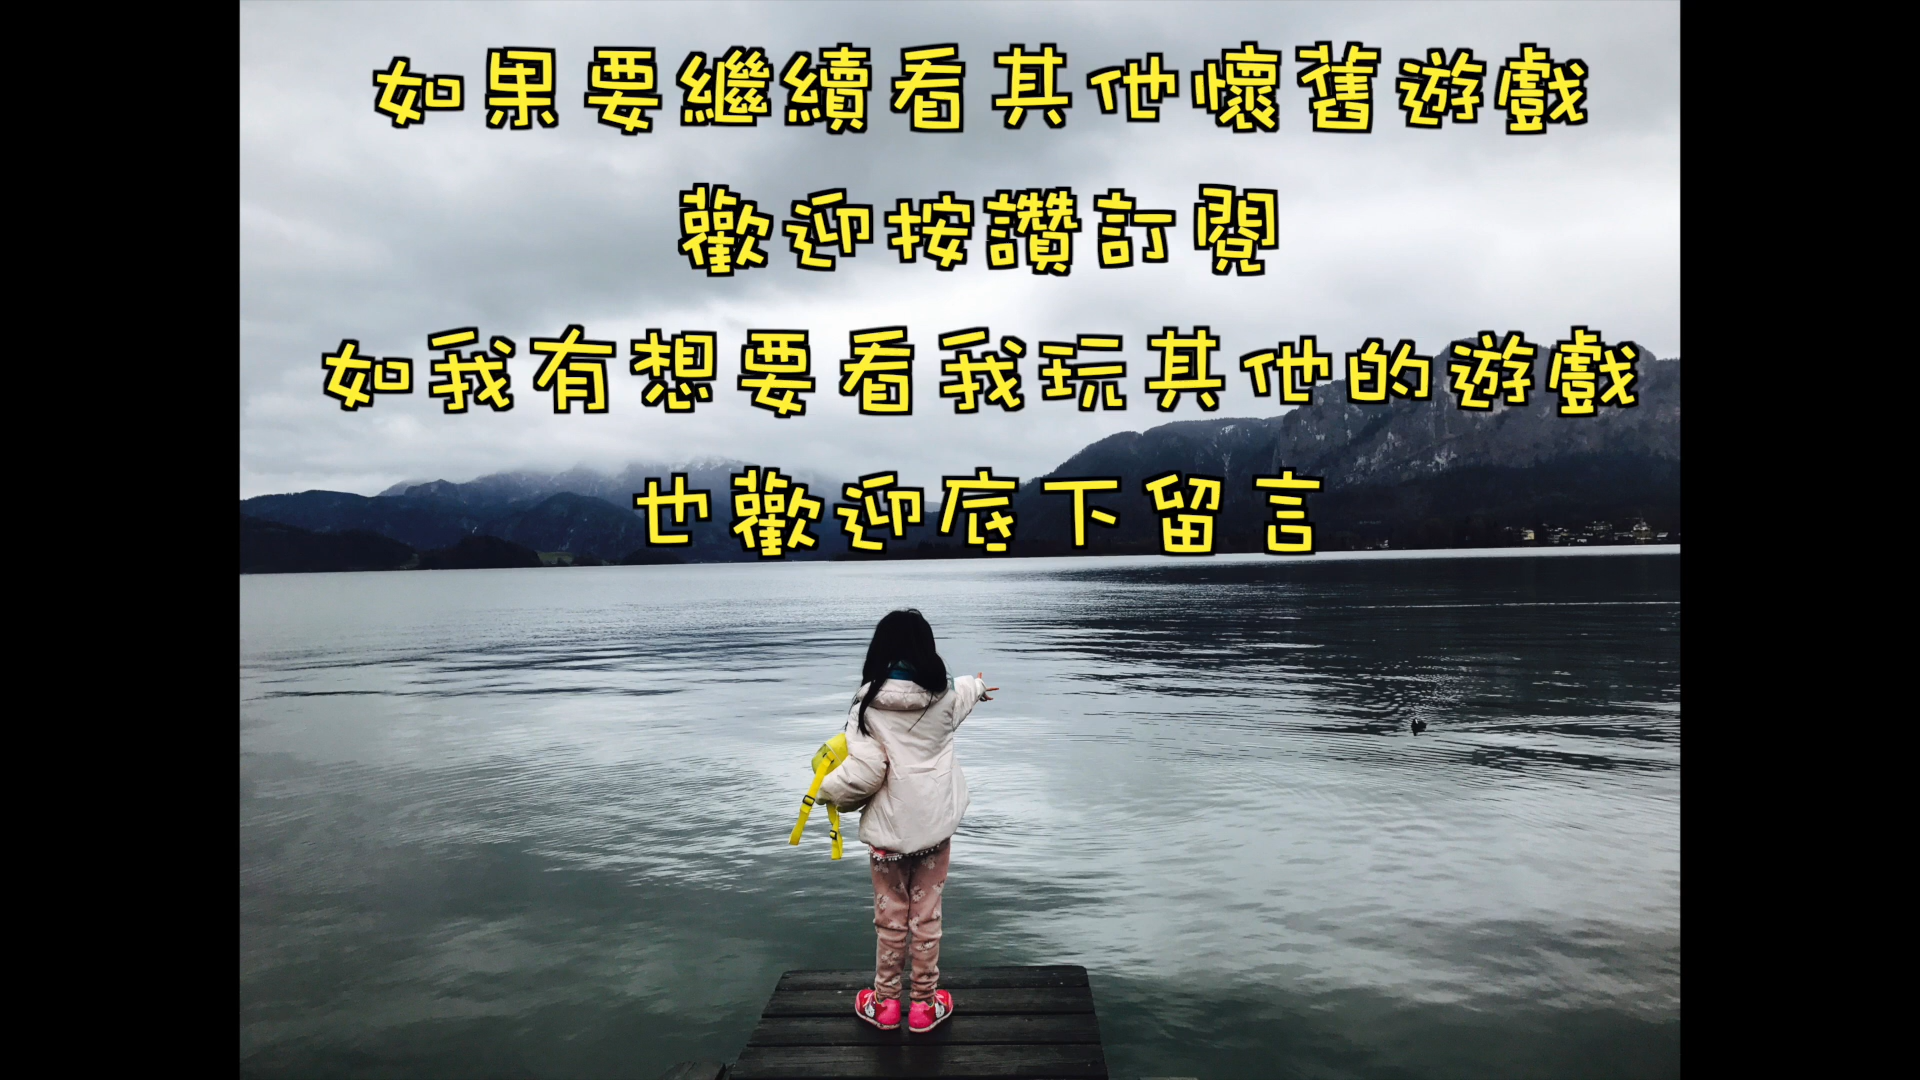 如果要繼續看其他懷舊遊戲
歡迎按讚訂閱
如我有想要看我玩其他的遊戲
也歡迎底下留言